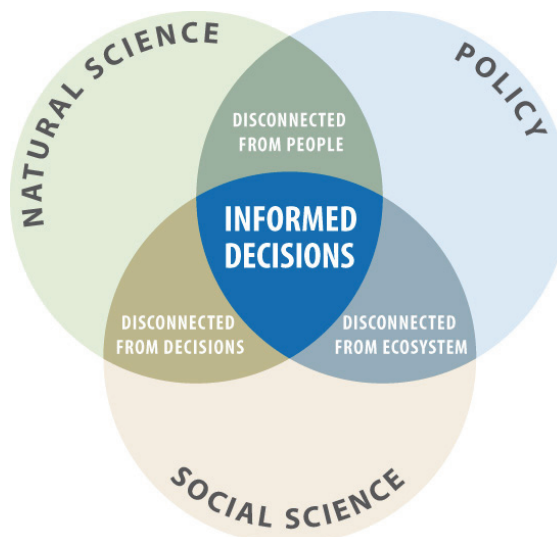 NATURAL SCIENCE
POLICY
DISCONNECTED
FROM PEOPLE
INFORMED
DECISIONS
DISCONNECTED
FROM DECISIONS
DISCONNECTED
FROM ECOSYSTEM
SOCIAL SCIENCE